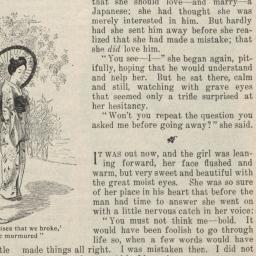 that she should love—and marry—a
Japanese; she had thought she was
merely interested in him. But hardly
had she sent him away before she rea-
lized that she had made a mistake; that
she did love him.
"You see—I—" she began again, pit-
ifully, hoping that he would understand
and help her. But he sat there, calm
and still, watching with grave eyes
that seemed only a trifle surprised at
her hesitancy.
"Won't you repeat the question you
asked me before going away?" she said.
IT WAS out now, and the girl was lean-
ing forward, her face flushed and
warm, but very sweet and beautiful with
the great moist eyes. She was so sure
of her place in his heart that before the
man had time to answer she went on
with a little nervous catch in her voice:
"You must not think me—bold. It
would have been foolish to go through
life so, when a few words would have
made things all right. I was mistaken then. I did not
ises that we broke,'
murmured"